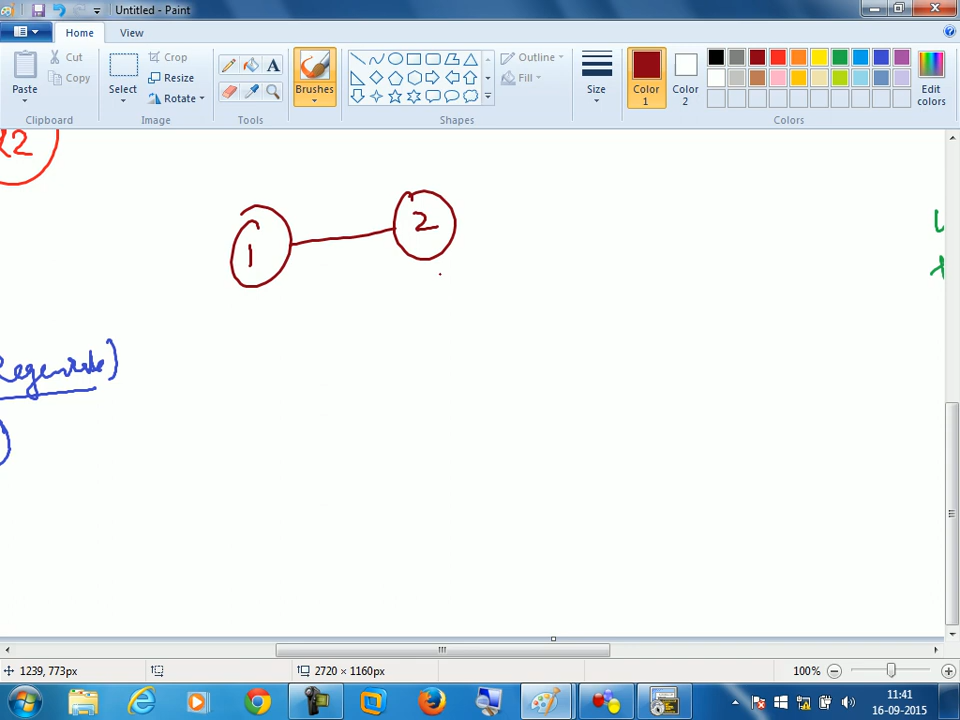 Untitled - Paint
Home View
Cut
Copy
Paste
Clipboard
Select
Crop
Resize
Rotate
Image
A
Tools
Brushes
Outline
Fill
Shapes
Size
Color 1
Color 2
Edit colors
Colors
2
1
2
1239, 773px
2720 × 1160px
100%
11:41
16-09-2015